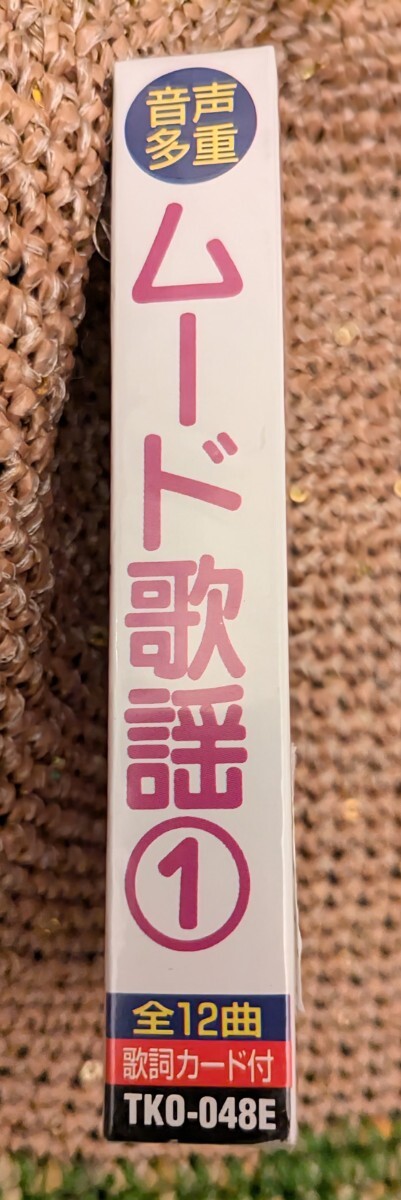 音声
多重
ムード歌謡①
全12曲
歌詞カード付
TKO-048E